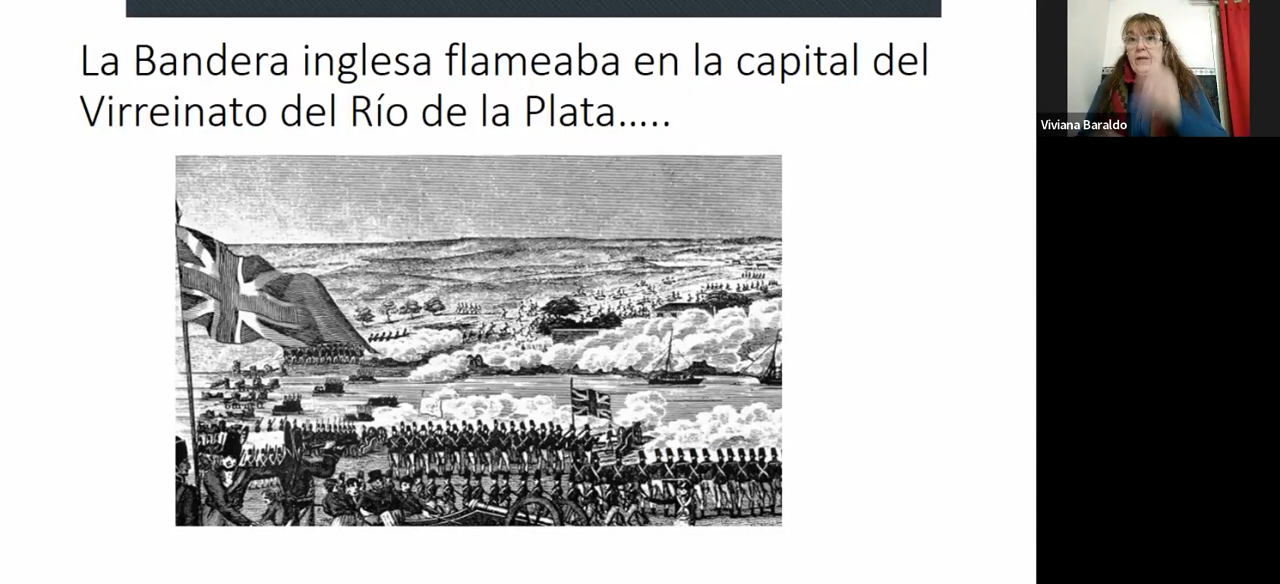 La Bandera inglesa flameaba en la capital del
Virreinato del Río de la Plata…..
Viviana Baraldo